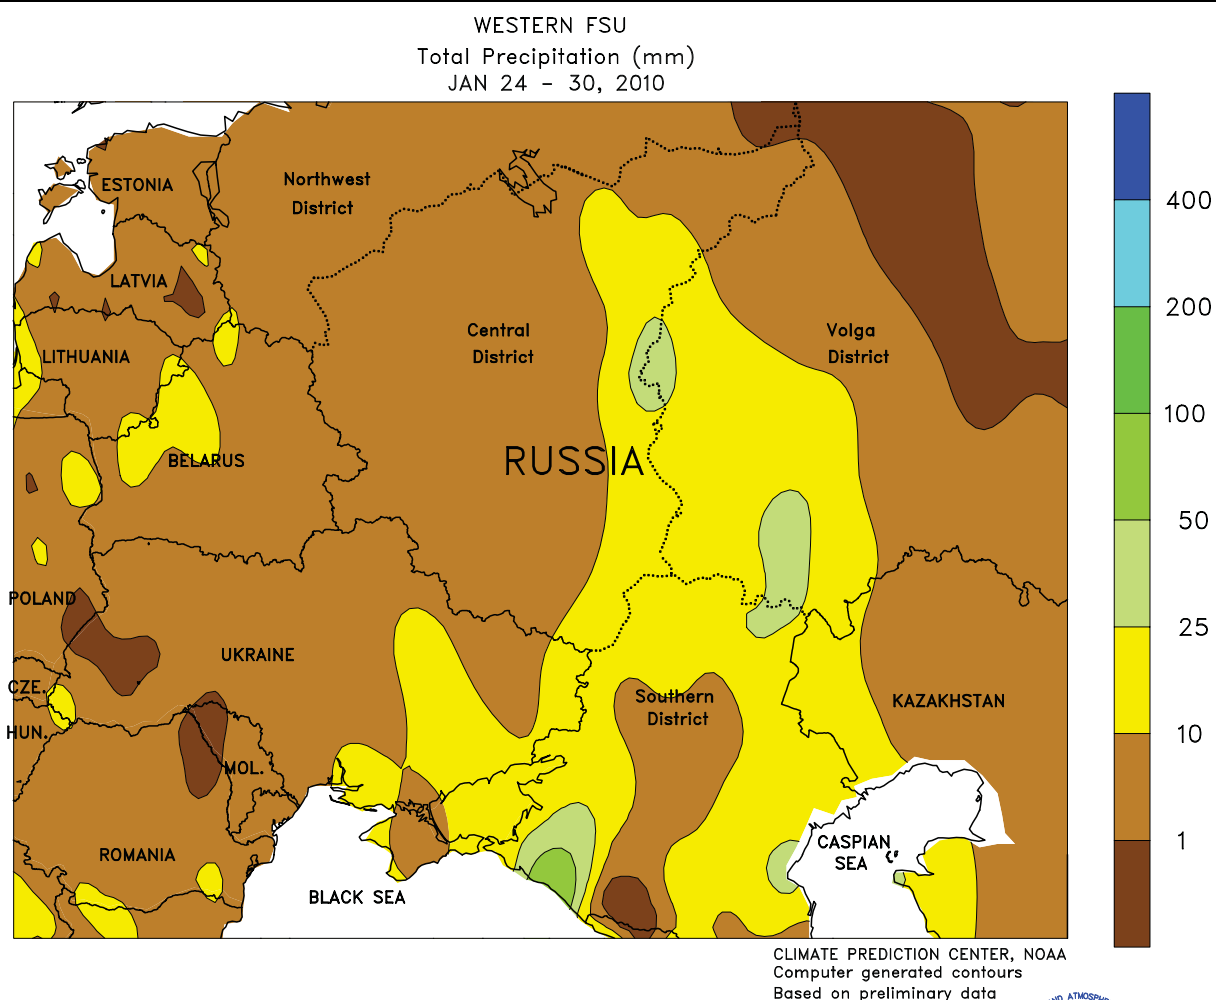 WESTERN FSU
Total Precipitation (mm)
JAN 24 - 30, 2010
ESTONIA
Northwest
District
LATVIA
LITHUANIA
Central
District
Volga
District
RUSSIA
BELARUS
POLAND
UKRAINE
CZE.
Southern
District
KAZAKHSTAN
HUN.
MOL.
ROMANIA
CASPIAN
SEA
BLACK SEA
400
200
100
50
25
10
1
CLIMATE PREDICTION CENTER, NOAA
Computer generated contours
Based on preliminary data